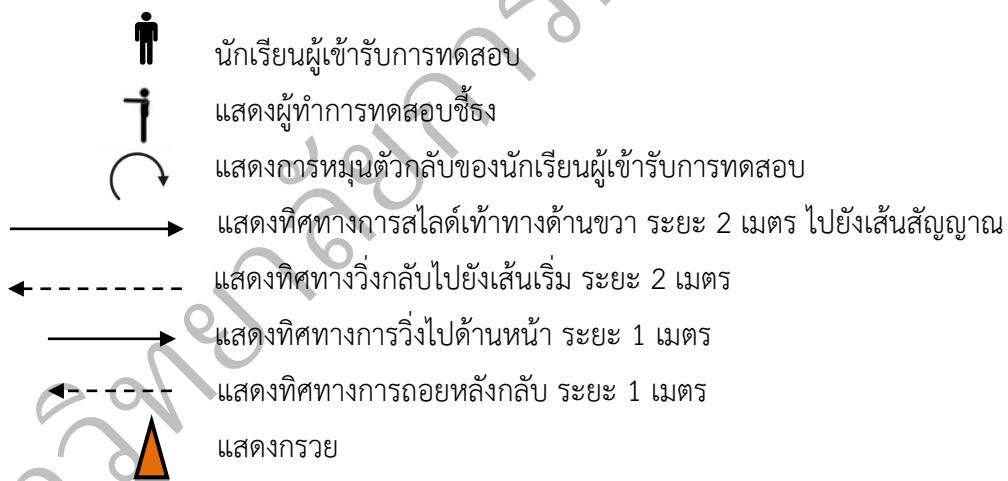 นักเรียนผู้เข้ารับการทดสอบ
แสดงผู้ทำการทดสอบชี้ธง
แสดงการหมุนตัวกลับของนักเรียนผู้เข้ารับการทดสอบ
แสดงทิศทางการสไลด์เท้าทางด้านขวา ระยะ 2 เมตร ไปยังเส้นสัญญาณ
แสดงทิศทางวิ่งกลับไปยังเส้นเริ่ม ระยะ 2 เมตร
แสดงทิศทางการวิ่งไปด้านหน้า ระยะ 1 เมตร
แสดงทิศทางการถอยหลังกลับ ระยะ 1 เมตร
แสดงกรวย
วิทยาลัยการ